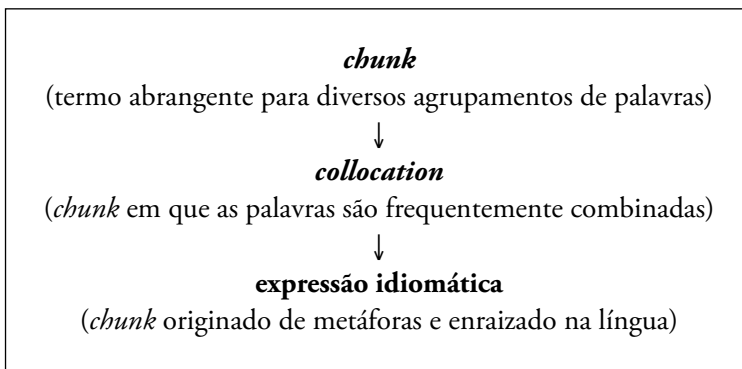 chunk
(termo abrangente para diversos agrupamentos de palavras)
↓
collocation
(chunk em que as palavras são frequentemente combinadas)
↓
expressão idiomática
(chunk originado de metáforas e enraizado na língua)